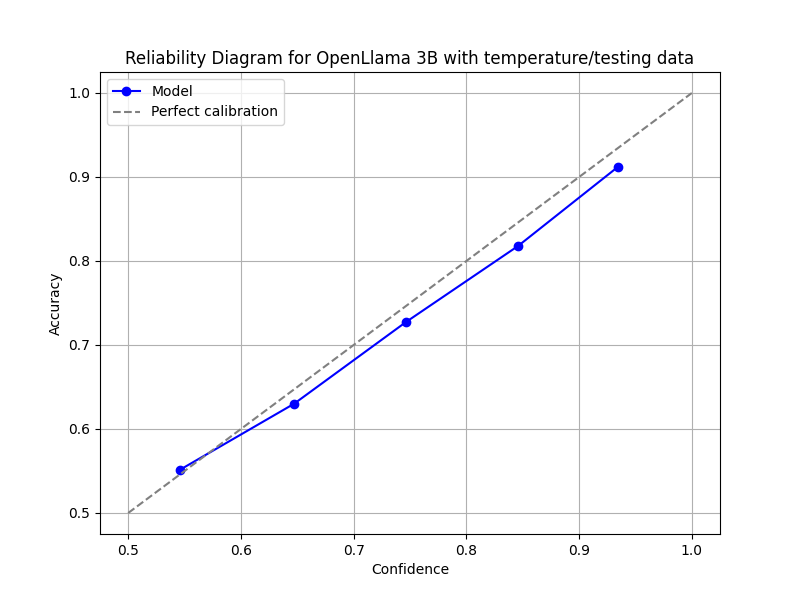 Reliability Diagram for OpenLlama 3B with temperature/testing data
Model
Perfect calibration
1.0
0.9
0.8
0.7
0.6
0.5
Accuracy
0.5 0.6 0.7 0.8 0.9 1.0
Confidence